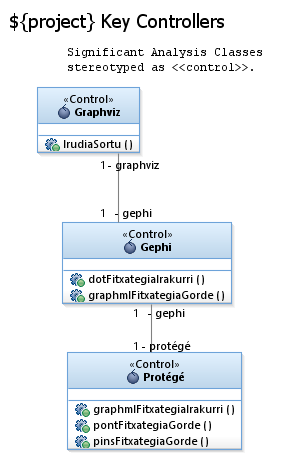 ${project} Key Controllers
Significant Analysis Classes
stereotyped as <<control>>.
«Control»
Graphviz
IrudiaSortu ( )
1 - graphviz
1 - gephi
«Control»
Gephi
dotFitxategiaIrakurri ( )
graphmlFitxategiaGorde ( )
1 - gephi
1 - protégé
«Control»
Protégé
graphmlFitxategiaIrakurri ( )
pontFitxategiaGorde ( )
pinsFitxategiaGorde ( )